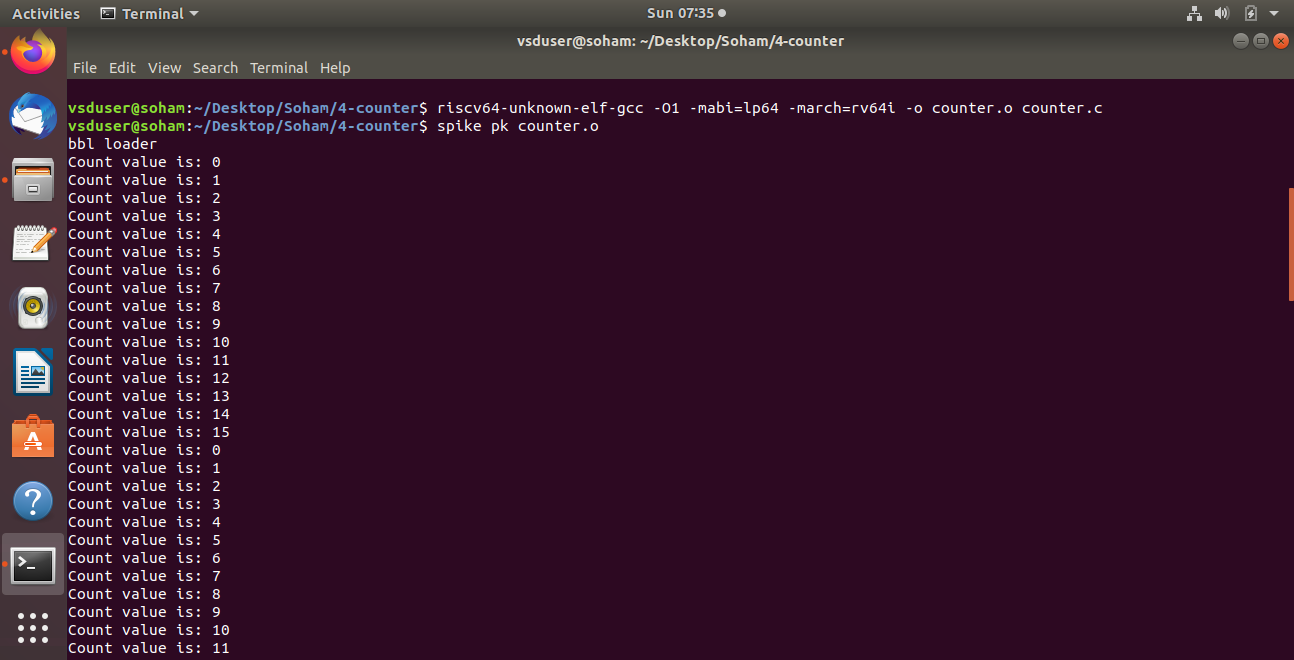 Activities Terminal Sun 07:35
vsduser@soham: ~/Desktop/Soham/4-counter
File Edit View Search Terminal Help
vsduser@soham:~/Desktop/Soham/4-counter$ riscv64-unknown-elf-gcc -O1 -mabi=lp64 -march=rv64i -o counter.o counter.c
vsduser@soham:~/Desktop/Soham/4-counter$ spike pk counter.o
bbl loader
Count value is: 0
Count value is: 1
Count value is: 2
Count value is: 3
Count value is: 4
Count value is: 5
Count value is: 6
Count value is: 7
Count value is: 8
Count value is: 9
Count value is: 10
Count value is: 11
Count value is: 12
Count value is: 13
Count value is: 14
Count value is: 15
Count value is: 0
Count value is: 1
Count value is: 2
Count value is: 3
Count value is: 4
Count value is: 5
Count value is: 6
Count value is: 7
Count value is: 8
Count value is: 9
Count value is: 10
Count value is: 11